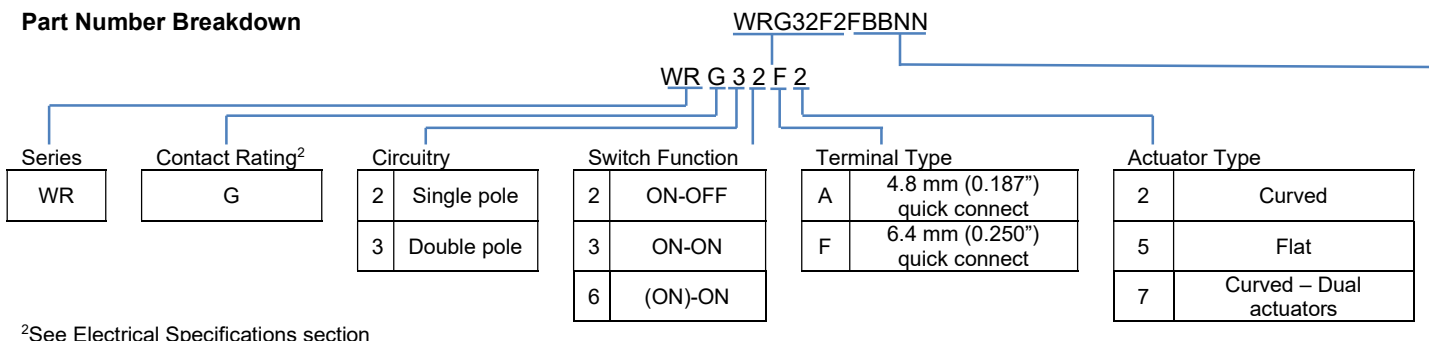 Part Number Breakdown
WRG32F2FBBNN
WR G 3 2 F 2
Series
WR
Contact Rating²
G
Circuitry
2 Single pole
3 Double pole
Switch Function
2 ON-OFF
3 ON-ON
6 (ON)-ON
Terminal Type
A 4.8 mm (0.187”)
quick connect
F 6.4 mm (0.250”)
quick connect
Actuator Type
2 Curved
5 Flat
7 Curved – Dual
actuators
²See Electrical Specifications section